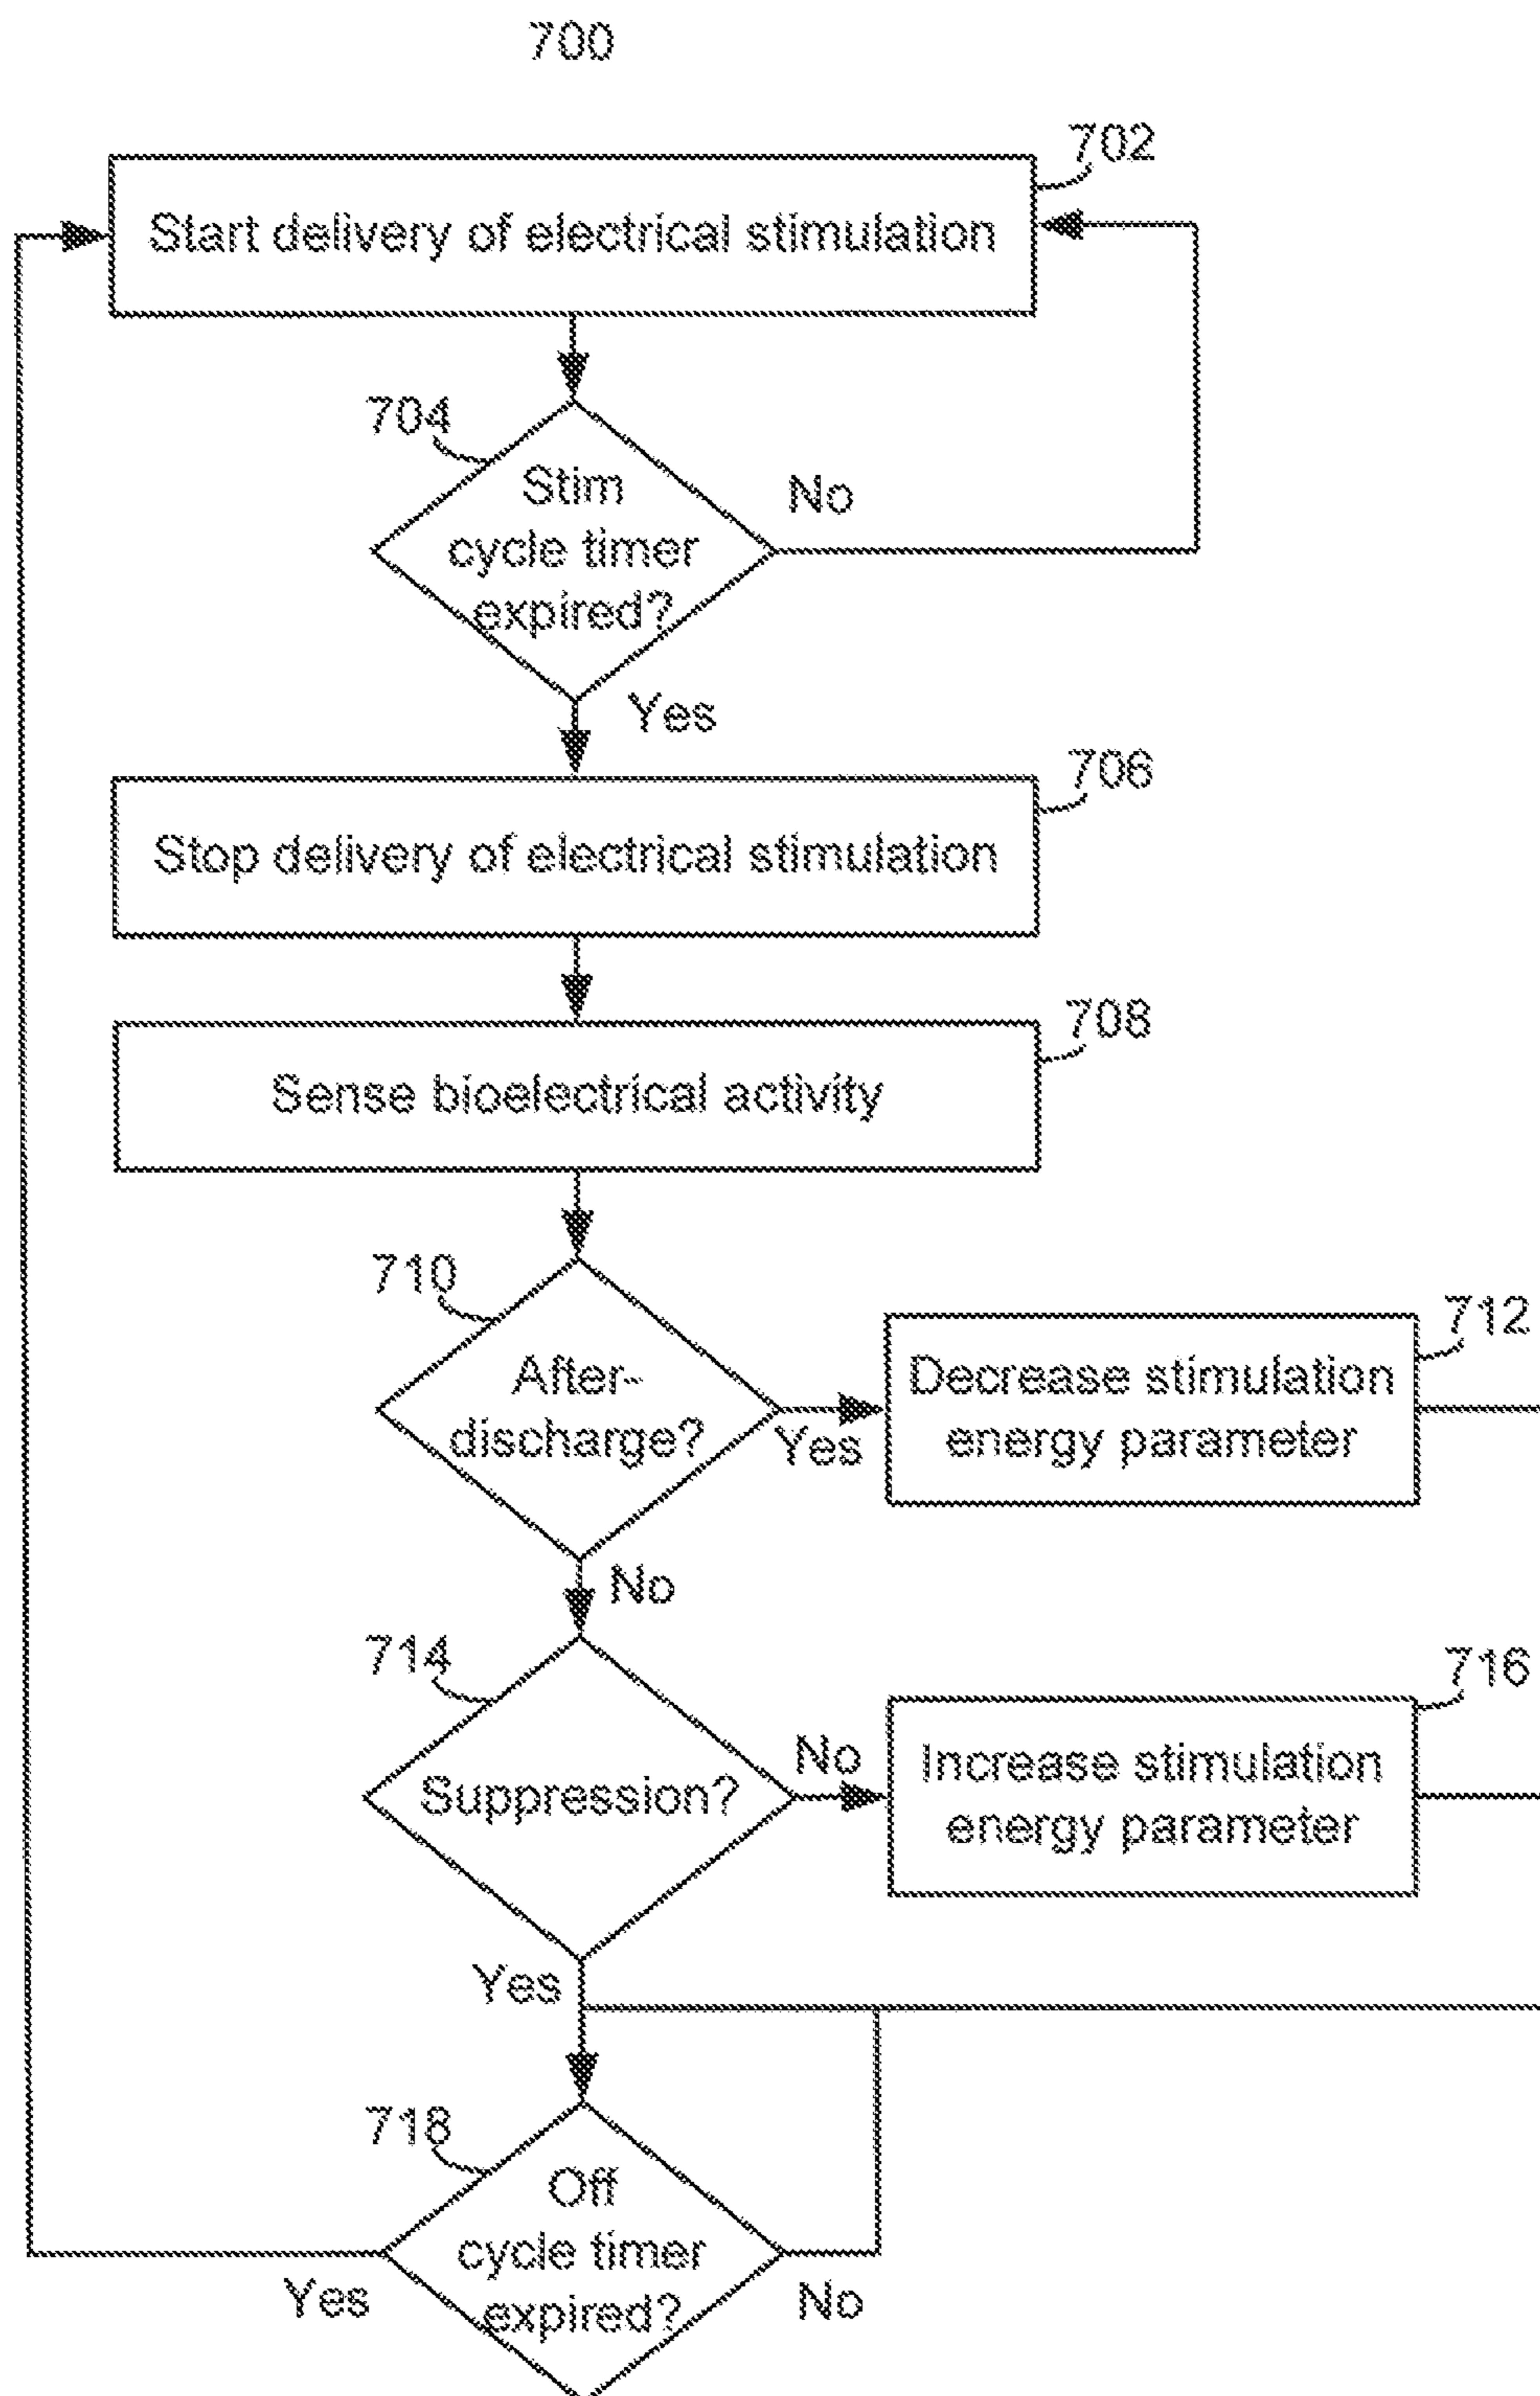 700
702
Start delivery of electrical stimulation
704
Stim
cycle timer
expired?
No
Yes
706
Stop delivery of electrical stimulation
708
Sense bioelectrical activity
710
After-
discharge?
Yes
712
Decrease stimulation
energy parameter
No
714
Suppression?
No
716
Increase stimulation
energy parameter
Yes
718
Off
cycle timer
expired?
Yes
No